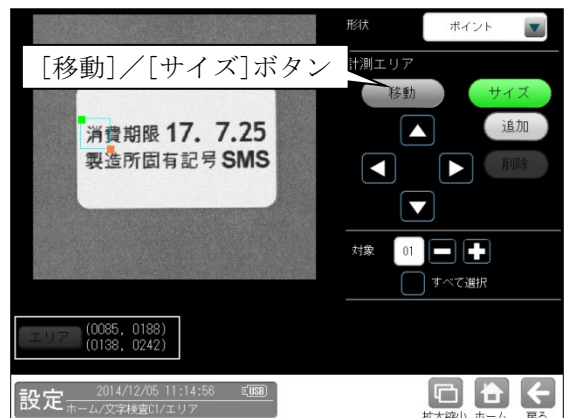 形状
ポイント
[移動]／[サイズ]ボタン
計測エリア
移動
サイズ
追加
削除
消費期限 17. 7.25
製造所固有記号 SMS
対象
01
すべて選択
エリア
(0085, 0188)
(0138, 0242)
設定
2014/12/05 11:14:56
USB
ホーム/文字検査C1/エリア
拡大縮小
ホーム
戻る